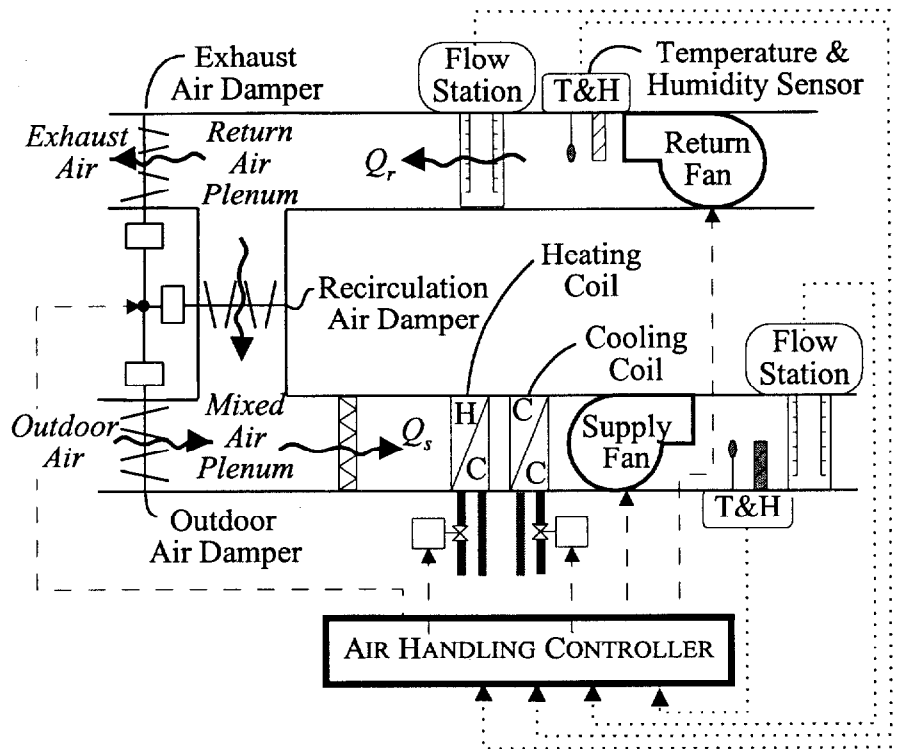 Exhaust
Air Damper
Flow
Station
T&H
Temperature &
Humidity Sensor
Exhaust
Air
Return
Air
Plenum
Qr
Return
Fan
Recirculation
Air Damper
Heating
Coil
Cooling
Coil
Flow
Station
Outdoor
Air
Mixed
Air
Plenum
Qs
H
C
C
C
Supply
Fan
T&H
Outdoor
Air Damper
AIR HANDLING CONTROLLER